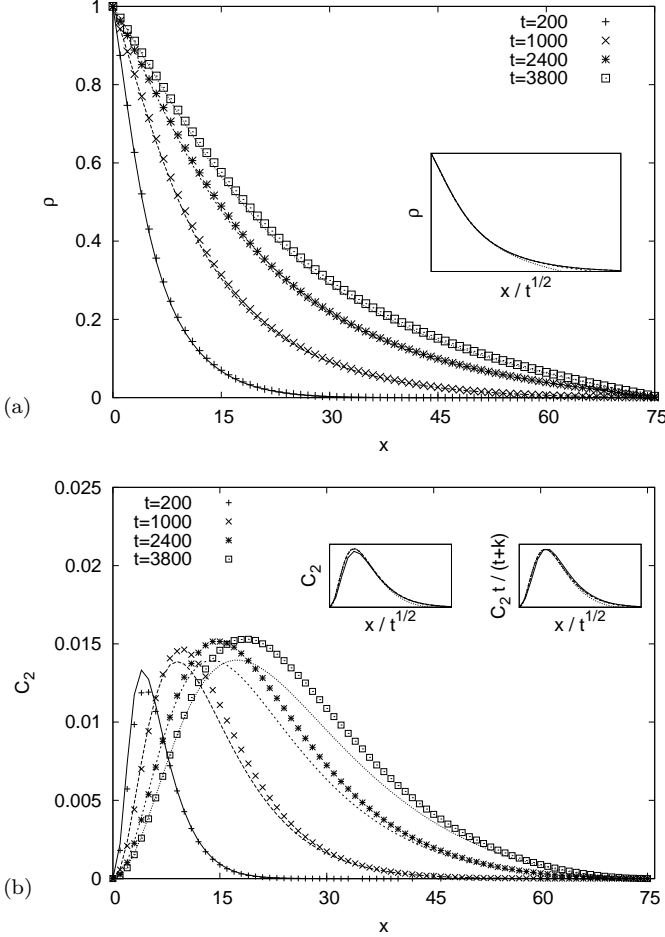 x
t=200
t=1000
t=2400
t=3800
1
0.8
0.6
0.4
0.2
0
ρ
ρ
x / t^{1/2}
0 15 30 45 60 75
x
(a)
0.025
0.02
0.015
0.01
0.005
0
C_2
t=200
t=1000
t=2400
t=3800
C_2
x / t^{1/2}
C_2 t / (t+k)
x / t^{1/2}
0 15 30 45 60 75
x
(b)